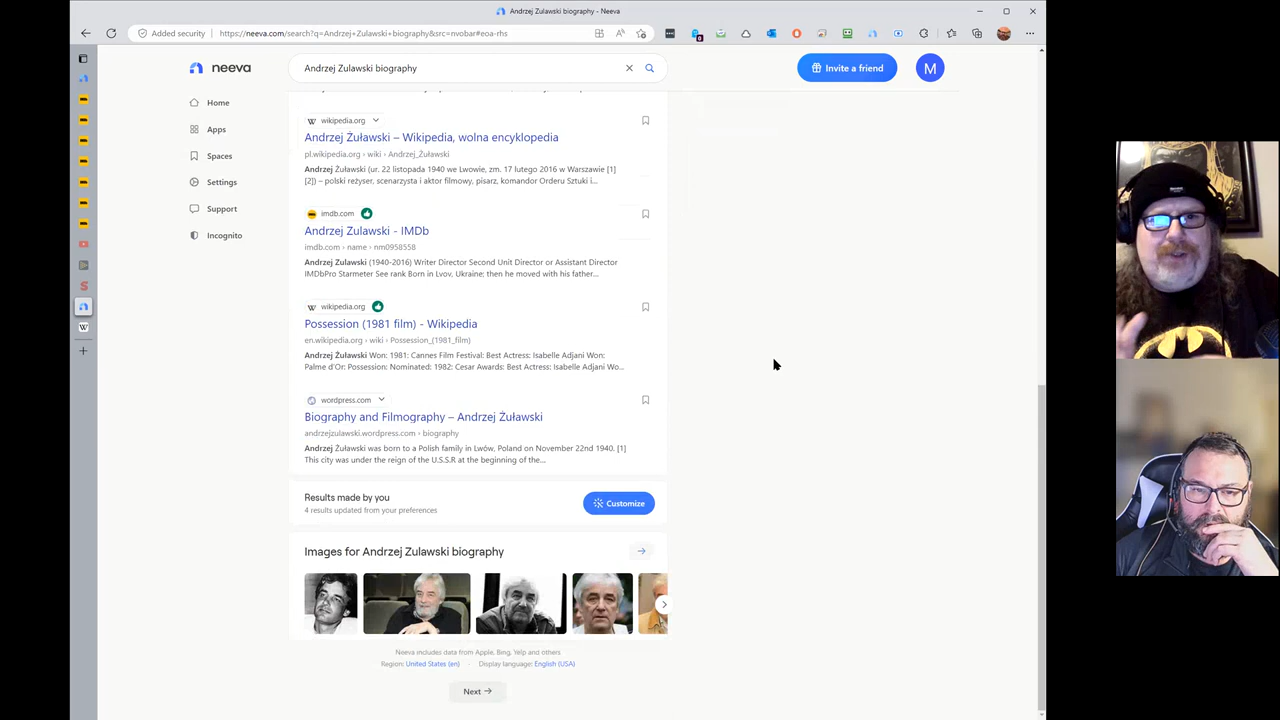 Andrzej Zulawski biography - Neeva
Added security
https://neeva.com/search?q=Andrzej+Zulawski+biography&src=nvobar#eoa-rhs
neeva
Andrzej Zulawski biography
Invite a friend
M
Home
Apps
Spaces
Settings
Support
Incognito
wikipedia.org
Andrzej Żuławski – Wikipedia, wolna encyklopedia
pl.wikipedia.org › wiki › Andrzej_Żuławski
Andrzej Żuławski (ur. 22 listopada 1940 we Lwowie, zm. 17 lutego 2016 w Warszawie [1]
[2]) – polski reżyser, scenarzysta i aktor filmowy, pisarz, komandor Orderu Sztuki i...
imdb.com
Andrzej Zulawski - IMDb
imdb.com › name › nm0958558
Andrzej Zulawski (1940-2016) Writer Director Second Unit Director or Assistant Director
IMDbPro Starmeter See rank Born in Lvov, Ukraine; then he moved with his father...
wikipedia.org
Possession (1981 film) - Wikipedia
en.wikipedia.org › wiki › Possession_(1981_film)
Andrzej Żuławski Won: 1981: Cannes Film Festival: Best Actress: Isabelle Adjani Won:
Palme d'Or: Possession: Nominated; 1982: Cesar Awards: Best Actress: Isabelle Adjani Wo...
wordpress.com
Biography and Filmography – Andrzej Żuławski
andrzejzulawski.wordpress.com › biography
Andrzej Żuławski was born to a Polish family in Lwów, Poland on November 22nd 1940. [1]
This city was under the reign of the U.S.S.R at the beginning of the...
Results made by you
4 results updated from your preferences
Customize
Images for Andrzej Zulawski biography
Neeva includes data from Apple, Bing, Yelp and others
Region: United States (en) · Display language: English (USA)
Next